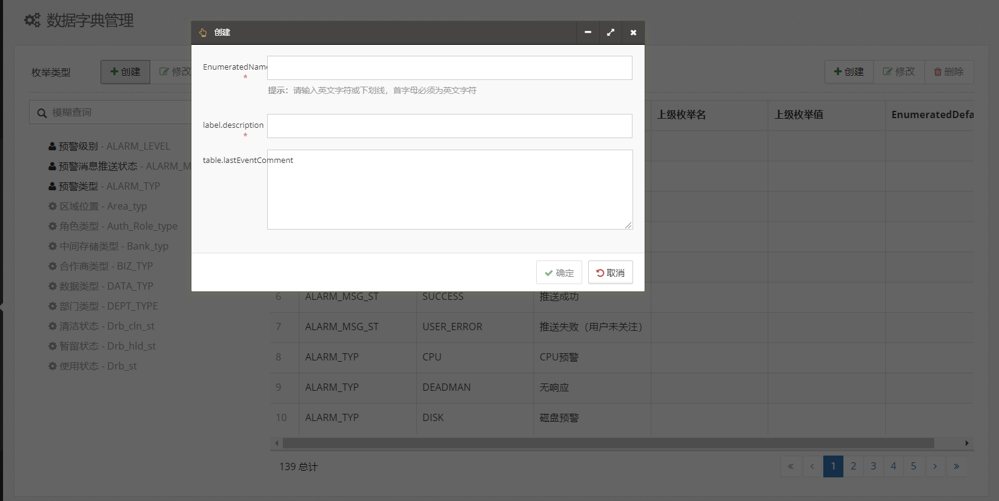 数据字典管理
创建
枚举类型
创建
修改
创建
修改
删除
EnumeratedName
*
提示：请输入英文字符或下划线，首字母必须为英文字符
模糊查询
label.description
*
table.lastEventComment
确定
取消
预警级别 - ALARM_LEVEL
预警消息推送状态 - ALARM_M
预警类型 - ALARM_TYP
区域位置 - Area_typ
角色类型 - Auth_Role_type
中间存储类型 - Bank_typ
合作商类型 - BIZ_TYP
数据类型 - DATA_TYP
部门类型 - DEPT_TYPE
清洁状态 - Drb_cln_st
暂留状态 - Drb_hld_st
使用状态 - Drb_st
上级枚举名 上级枚举值 EnumeratedDefa
6 ALARM_MSG_ST SUCCESS 推送成功
7 ALARM_MSG_ST USER_ERROR 推送失败（用户未关注）
8 ALARM_TYP CPU CPU预警
9 ALARM_TYP DEADMAN 无响应
10 ALARM_TYP DISK 磁盘预警
139 总计
« ‹ 1 2 3 4 5 › »